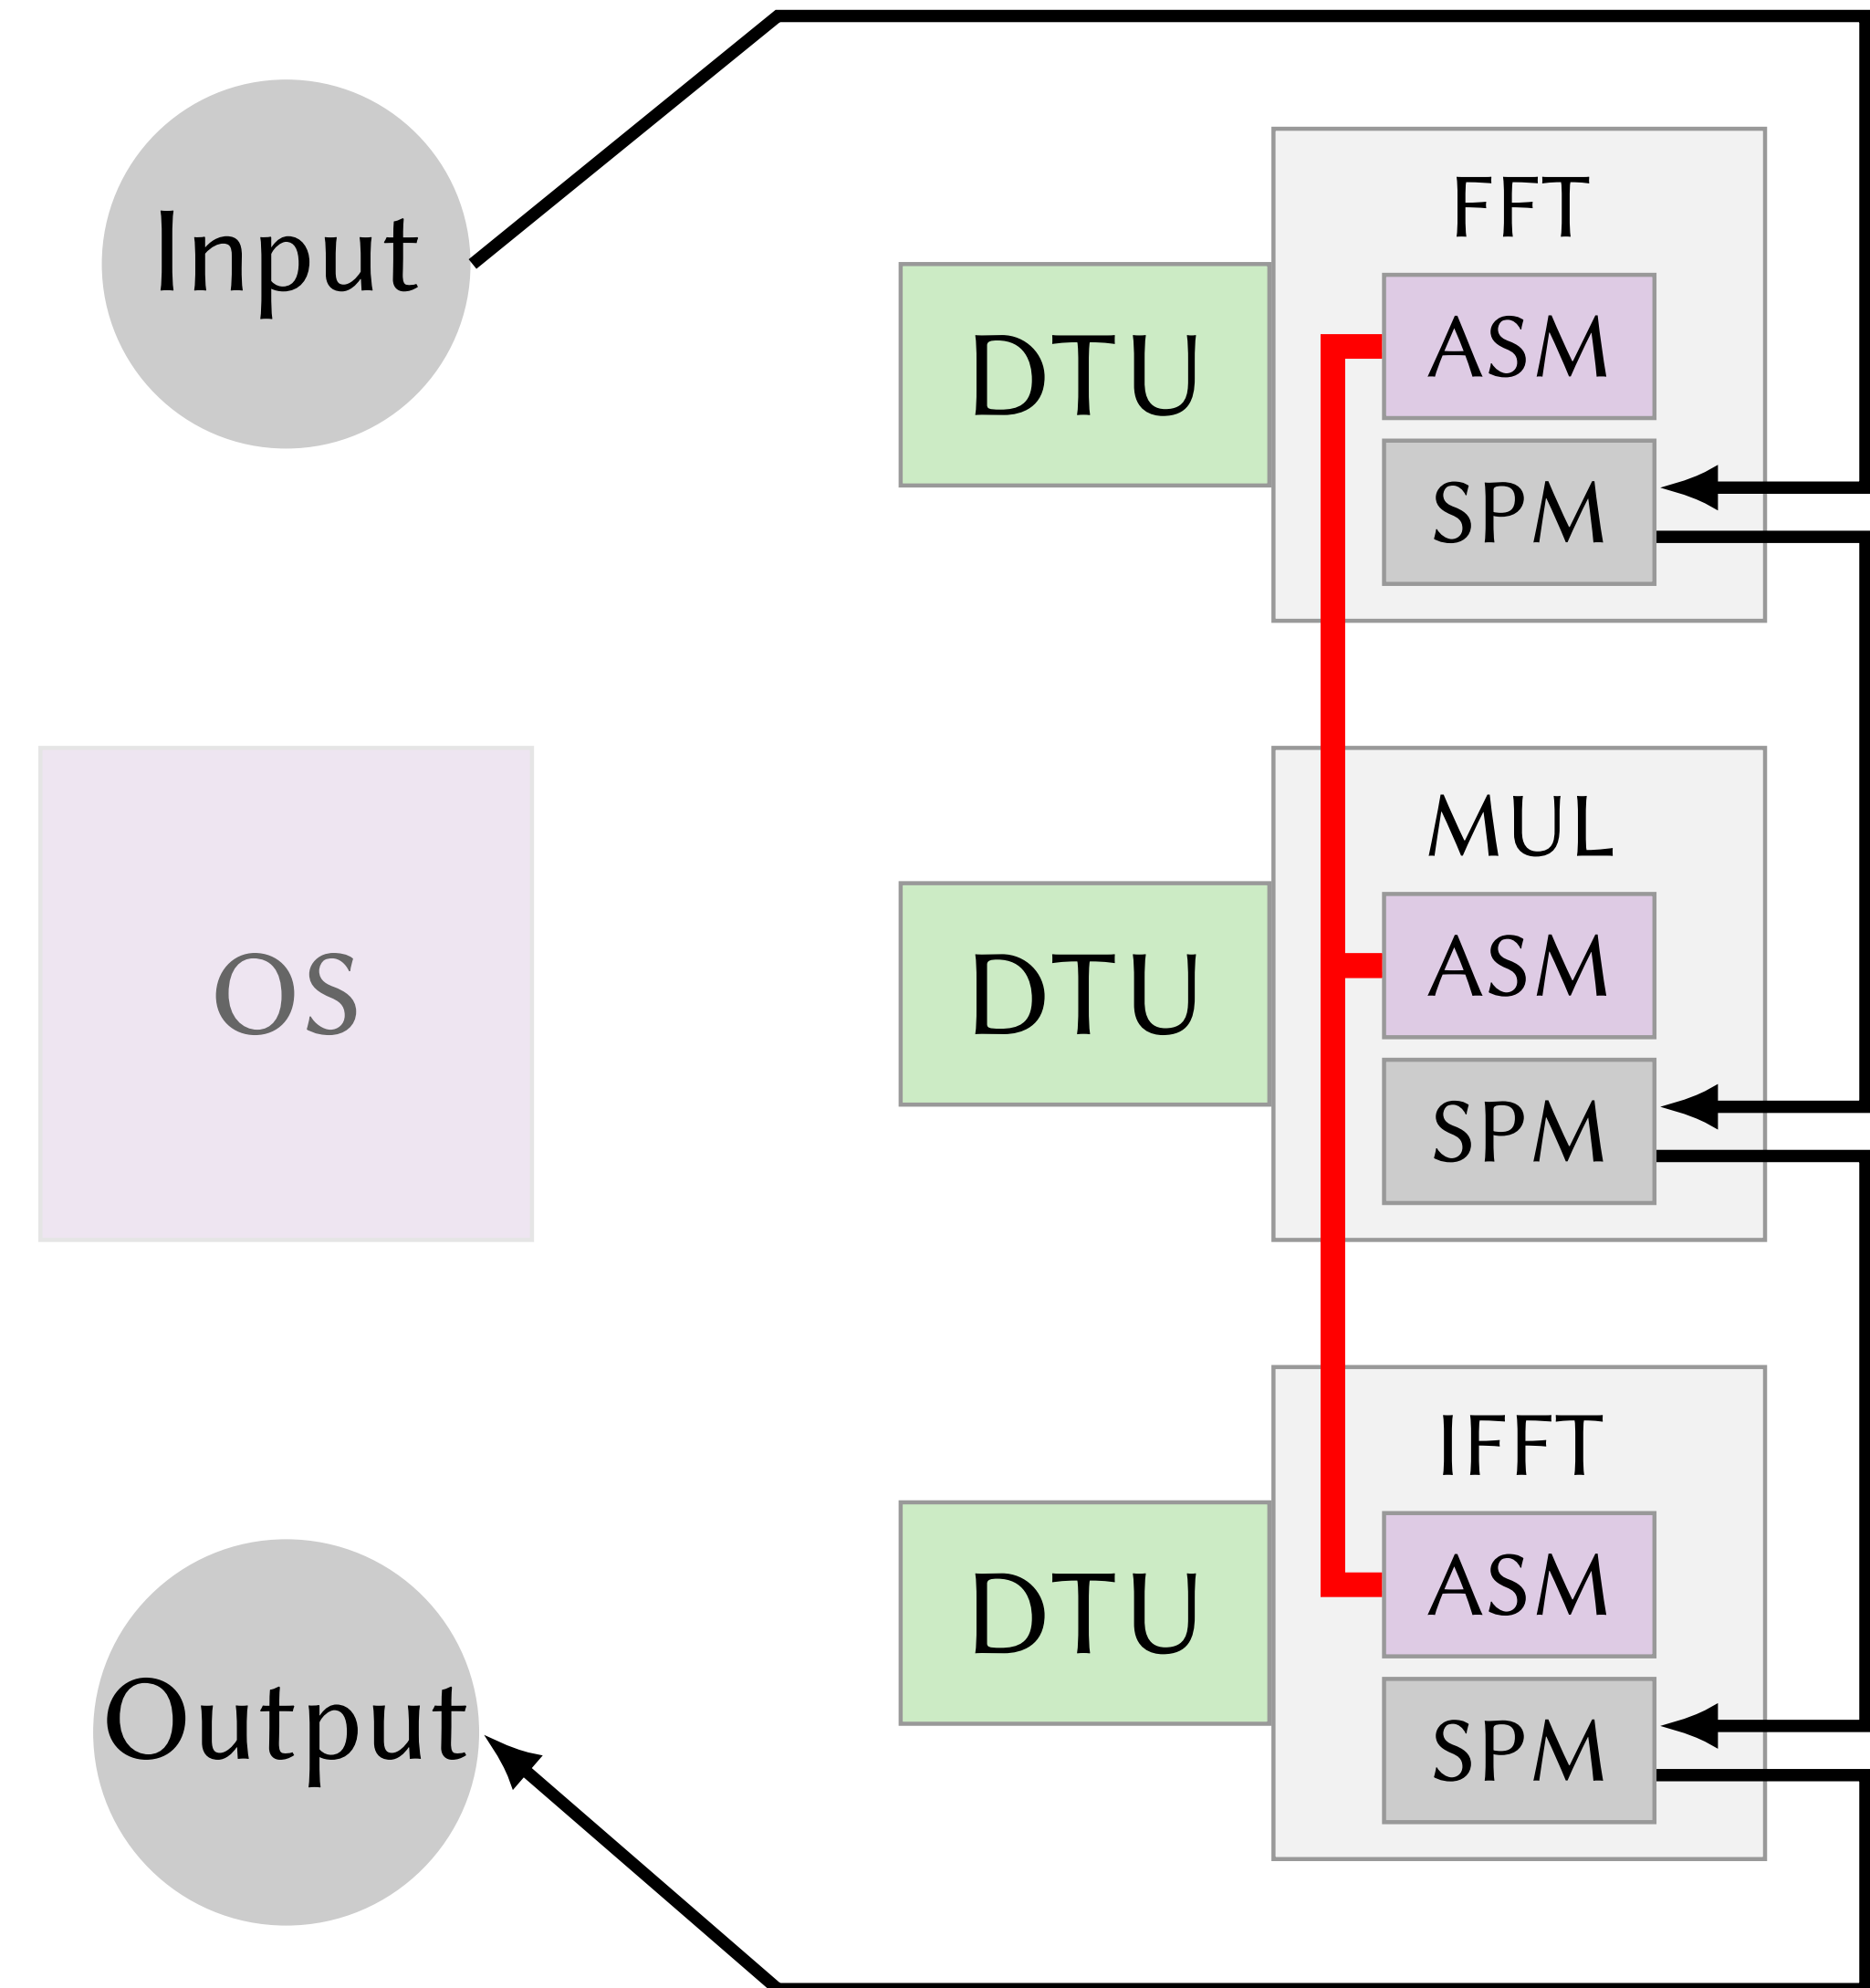 Input
FFT
DTU
ASM
SPM
OS
MUL
DTU
ASM
SPM
Output
IFFT
DTU
ASM
SPM